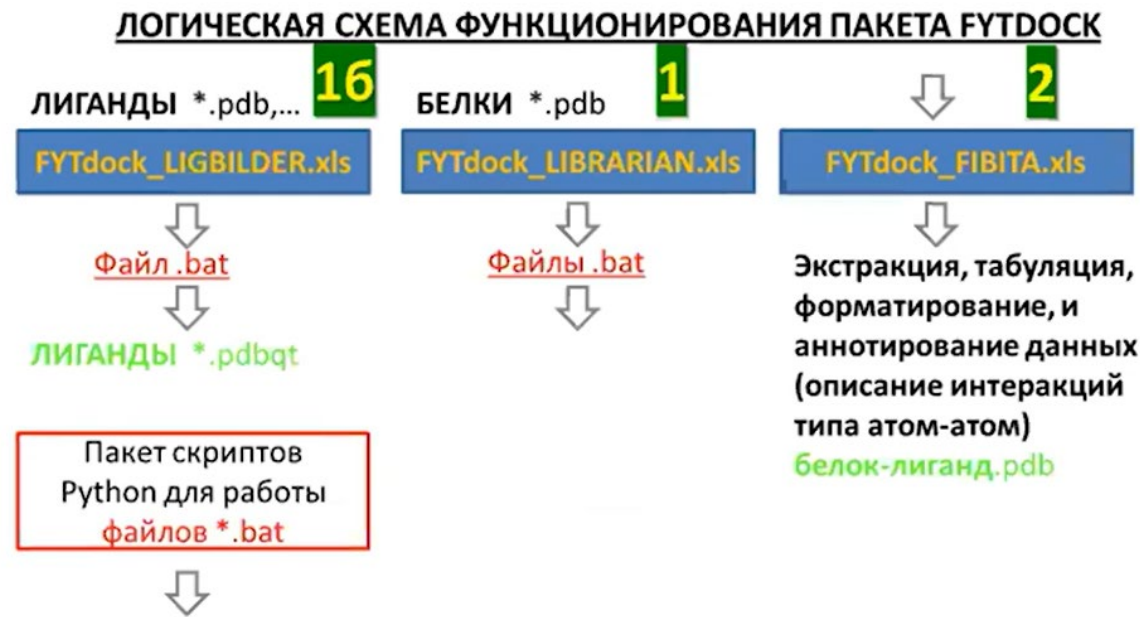 ЛОГИЧЕСКАЯ СХЕМА ФУНКЦИОНИРОВАНИЯ ПАКЕТА FYTDOCK
ЛИГАНДЫ *.pdb,... 1б
FYTdock_LIGBILDER.xls
Файл .bat
ЛИГАНДЫ *.pdbqt
Пакет скриптов
Python для работы
файлов *.bat
БЕЛКИ *.pdb 1
FYTdock_LIBRARIAN.xls
Файлы .bat
2
FYTdock_FIBITA.xls
Экстракция, табуляция,
форматирование, и
аннотирование данных
(описание интеракций
типа атом-атом)
белок-лиганд.pdb